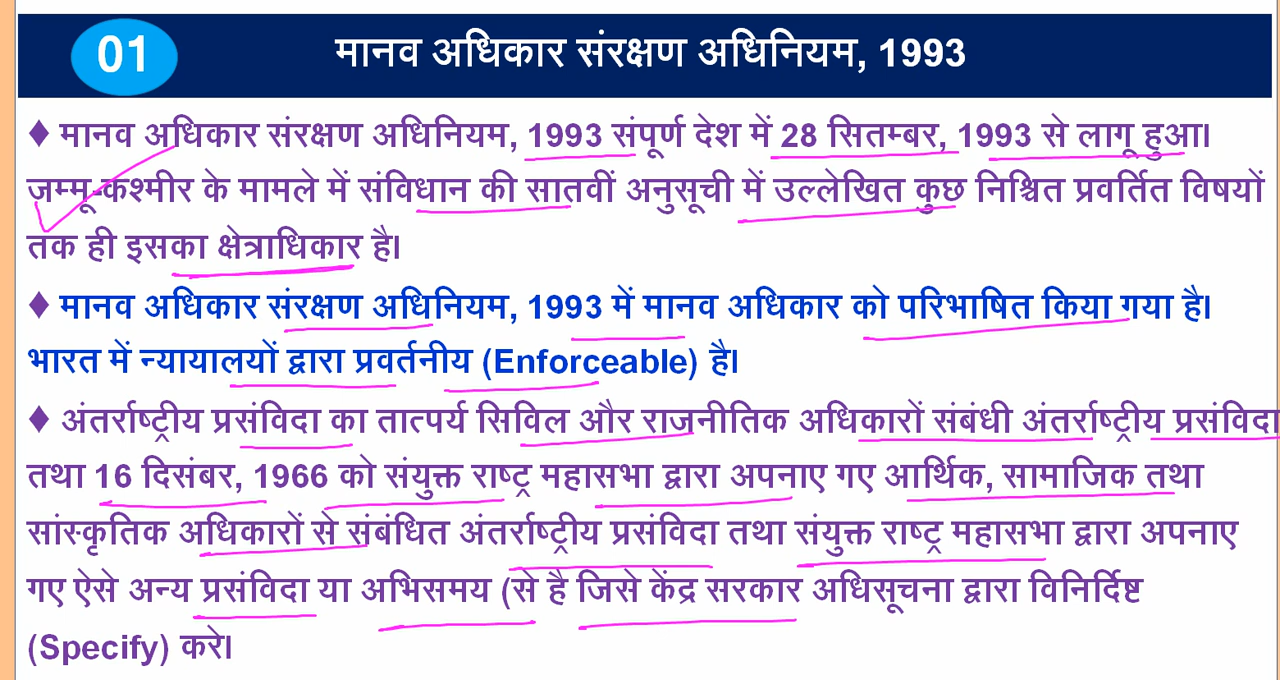 01
मानव अधिकार संरक्षण अधिनियम, 1993
♦ मानव अधिकार संरक्षण अधिनियम, 1993 संपूर्ण देश में 28 सितम्बर, 1993 से लागू हुआ।
जम्मू-कश्मीर के मामले में संविधान की सातवीं अनुसूची में उल्लेखित कुछ निश्चित प्रवर्तित विषयों
तक ही इसका क्षेत्राधिकार है।
♦ मानव अधिकार संरक्षण अधिनियम, 1993 में मानव अधिकार को परिभाषित किया गया है।
भारत में न्यायालयों द्वारा प्रवर्तनीय (Enforceable) है।
♦ अंतर्राष्ट्रीय प्रसंविदा का तात्पर्य सिविल और राजनीतिक अधिकारों संबंधी अंतर्राष्ट्रीय प्रसंविदा
तथा 16 दिसंबर, 1966 को संयुक्त राष्ट्र महासभा द्वारा अपनाए गए आर्थिक, सामाजिक तथा
सांस्कृतिक अधिकारों से संबंधित अंतर्राष्ट्रीय प्रसंविदा तथा संयुक्त राष्ट्र महासभा द्वारा अपनाए
गए ऐसे अन्य प्रसंविदा या अभिसमय (से है जिसे केंद्र सरकार अधिसूचना द्वारा विनिर्दिष्ट
(Specify) करे।